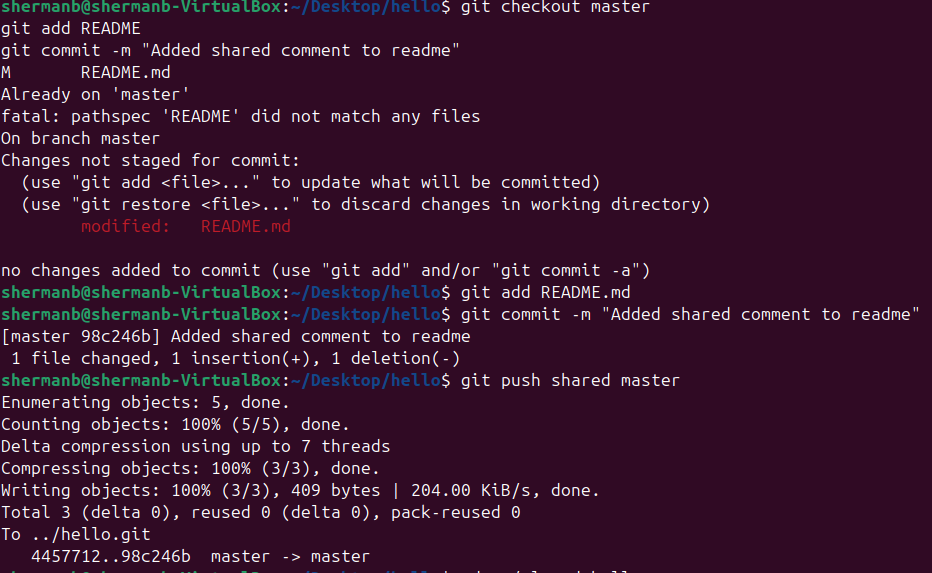 shermanb@shermanb-VirtualBox:~/Desktop/hello$ git checkout master
git add README
git commit -m "Added shared comment to readme"
M       README.md
Already on 'master'
fatal: pathspec 'README' did not match any files
On branch master
Changes not staged for commit:
  (use "git add <file>..." to update what will be committed)
  (use "git restore <file>..." to discard changes in working directory)
        modified:   README.md

no changes added to commit (use "git add" and/or "git commit -a")
shermanb@shermanb-VirtualBox:~/Desktop/hello$ git add README.md
shermanb@shermanb-VirtualBox:~/Desktop/hello$ git commit -m "Added shared comment to readme"
[master 98c246b] Added shared comment to readme
 1 file changed, 1 insertion(+), 1 deletion(-)
shermanb@shermanb-VirtualBox:~/Desktop/hello$ git push shared master
Enumerating objects: 5, done.
Counting objects: 100% (5/5), done.
Delta compression using up to 7 threads
Compressing objects: 100% (3/3), done.
Writing objects: 100% (3/3), 409 bytes | 204.00 KiB/s, done.
Total 3 (delta 0), reused 0 (delta 0), pack-reused 0
To ../hello.git
   4457712..98c246b  master -> master